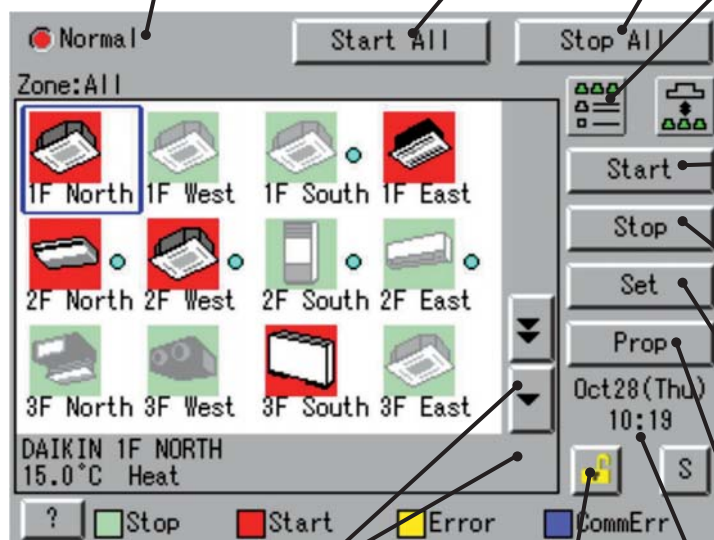 Normal
Start All
Stop All
Zone:All
1F North 1F West 1F South 1F East
Start
Stop
2F North 2F West 2F South 2F East
Set
Prop
3F North 3F West 3F South 3F East
Oct28(Thu)
10:19
DAIKIN 1F NORTH
15.0°C Heat
S
? Stop Start Error CommErr